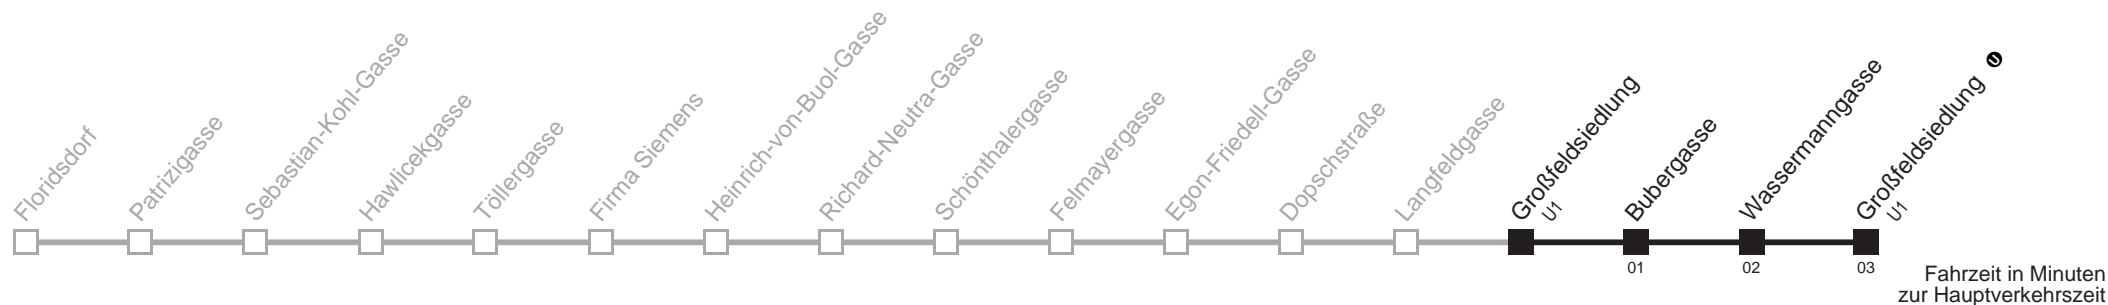 Floridsdorf
Patrizigasse
Sebastian-Kohl-Gasse
Hawlicekgasse
Töllergasse
Firma Siemens
Heinrich-von-Buol-Gasse
Richard-Neutra-Gasse
Schönthalergasse
Felmayergasse
Egon-Friedell-Gasse
Dopschstraße
Langfeldgasse
Großfeldsiedlung
U1
Bubergasse
Wassermanngasse
Großfeldsiedlung U
U1
01
02
03
Fahrzeit in Minuten
zur Hauptverkehrszeit